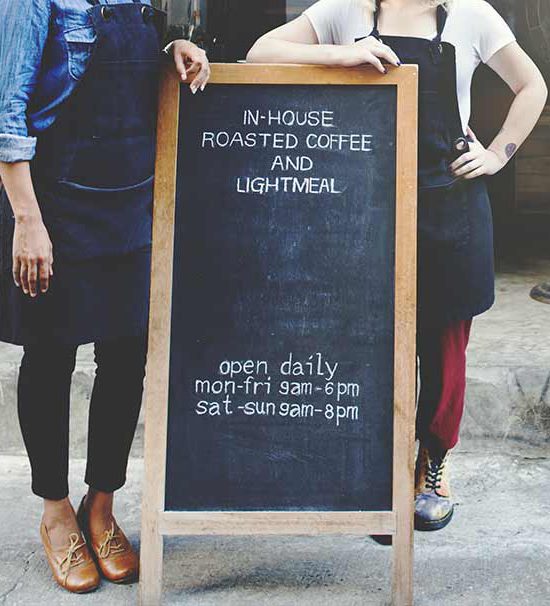 IN-HOUSE
ROASTED COFFEE
AND
LIGHTMEAL
open daily
mon-fri 9am-6pm
sat-sun 9am-8pm